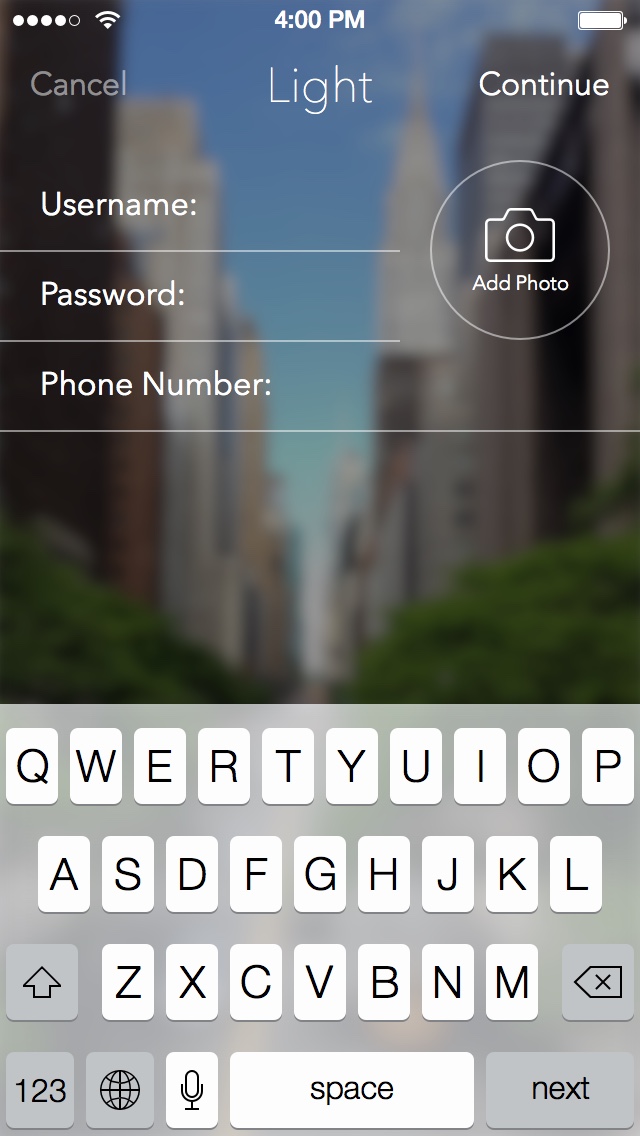 4:00 PM
Cancel Light Continue
Username:
Password:
Add Photo
Phone Number:
Q W E R T Y U I O P
A S D F G H J K L
Z X C V B N M
123 space next